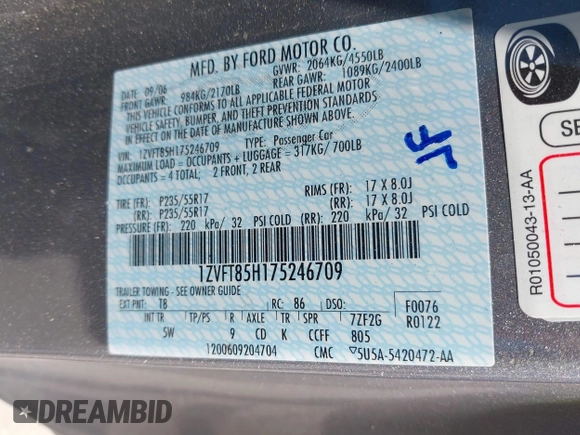 MFD. BY FORD MOTOR CO.
09/06 GVWR: 2064KG/4550LB
FRONT GAWR: 984KG/2170LB REAR GAWR: 1089KG/2400LB
THIS VEHICLE CONFORMS TO ALL APPLICABLE FEDERAL MOTOR
VEHICLE SAFETY, BUMPER, AND THEFT PREVENTION STANDARDS
IN EFFECT ON THE DATE OF MANUFACTURE SHOWN ABOVE.
VIN: 1ZVFT85H175246709 TYPE: Passenger Car
MAXIMUM LOAD = OCCUPANTS + LUGGAGE = 317KG/ 700LB
OCCUPANTS = 4 TOTAL; 2 FRONT, 2 REAR
TIRE (FR): P235/55R17 RIMS (FR): 17 X 8.0J
(RR): P235/55R17 (RR): 17 X 8.0J
PRESSURE (FR): 220 kPa/ 32 PSI COLD (RR): 220 kPa/ 32 PSI COLD
1ZVFT85H175246709
TRAILER TOWING - SEE OWNER GUIDE
EXT PNT: T8 RC: 86 DSO: F0076
INT TR TP/PS R AXLE TR SPR 7ZF2G R0122
5W 9 CD K CCFF 805
1200609204704 CMC ▽5U5A-5420472-AA
R01050043-13-AA
DREAMBID